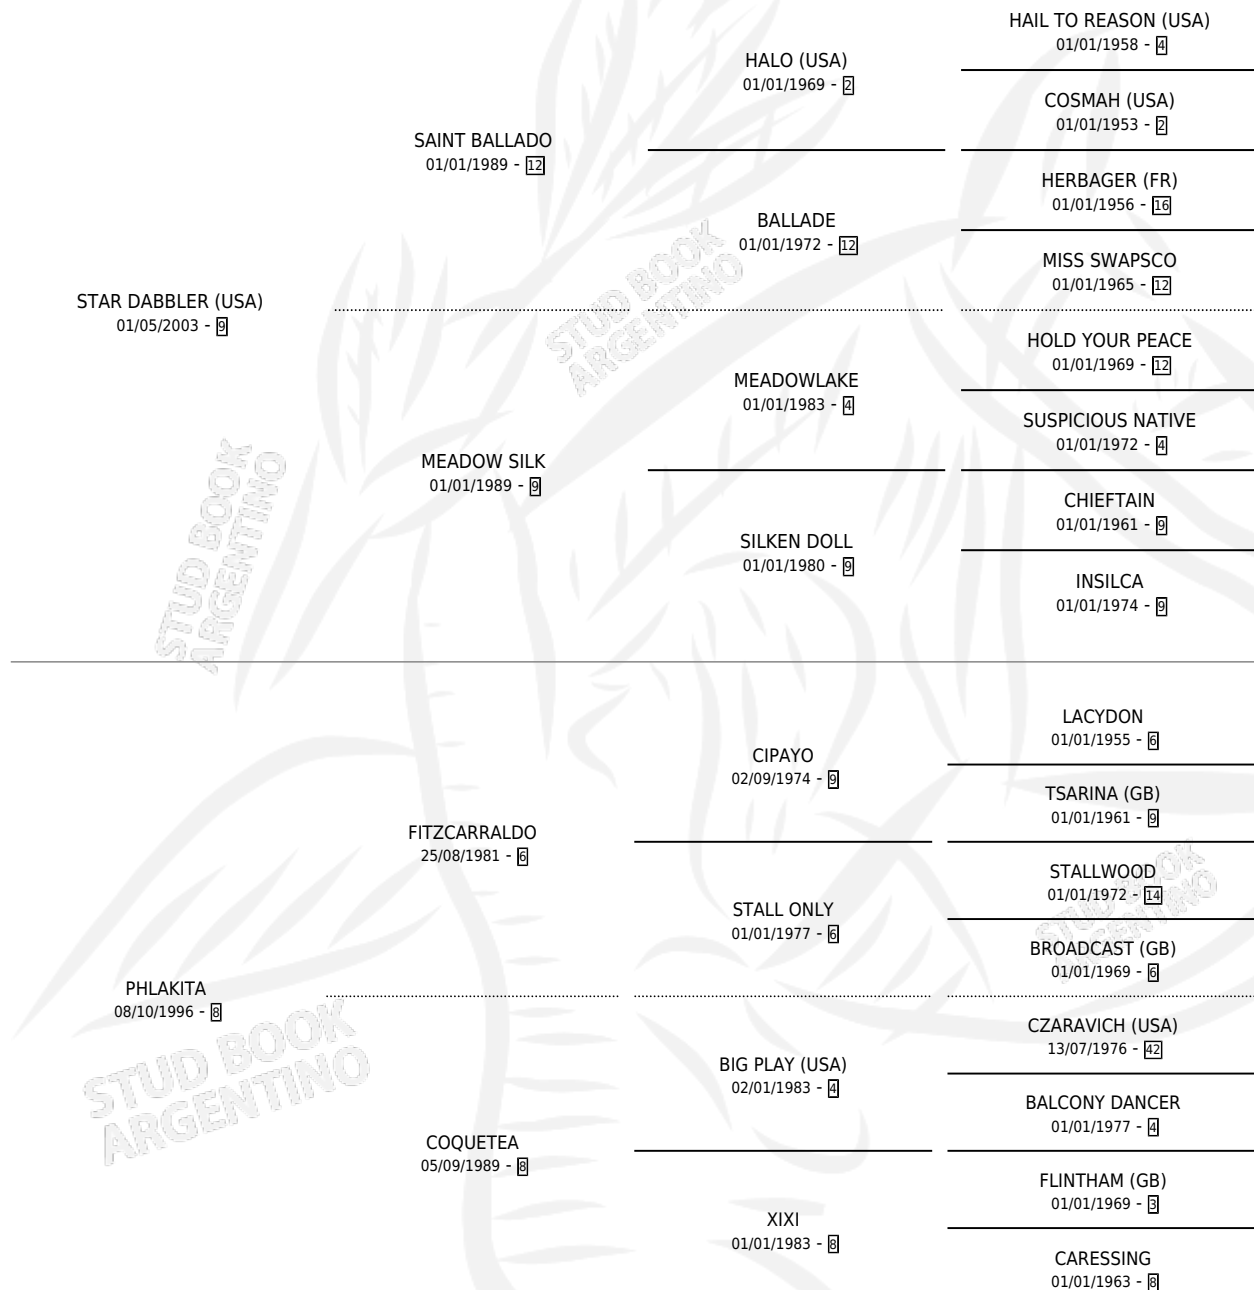 HAIL TO REASON (USA)
01/01/1958 - 4
HALO (USA)
01/01/1969 - 2
COSMAH (USA)
01/01/1953 - 2
SAINT BALLADO
01/01/1989 - 12
HERBAGER (FR)
01/01/1956 - 16
BALLADE
01/01/1972 - 12
MISS SWAPSCO
01/01/1965 - 12
STAR DABBLER (USA)
01/05/2003 - 9
HOLD YOUR PEACE
01/01/1969 - 12
MEADOWLAKE
01/01/1983 - 4
SUSPICIOUS NATIVE
01/01/1972 - 4
MEADOW SILK
01/01/1989 - 9
CHIEFTAIN
01/01/1961 - 9
SILKEN DOLL
01/01/1980 - 9
INSILCA
01/01/1974 - 9
LACYDON
01/01/1955 - 6
CIPAYO
02/09/1974 - 9
TSARINA (GB)
01/01/1961 - 9
FITZCARRALDO
25/08/1981 - 6
STALLWOOD
01/01/1972 - 14
STALL ONLY
01/01/1977 - 6
BROADCAST (GB)
01/01/1969 - 6
PHLAKITA
08/10/1996 - 8
CZARAVICH (USA)
13/07/1976 - 42
BIG PLAY (USA)
02/01/1983 - 4
BALCONY DANCER
01/01/1977 - 4
COQUETEA
05/09/1989 - 8
FLINTHAM (GB)
01/01/1969 - 3
XIXI
01/01/1983 - 8
CARESSING
01/01/1963 - 8
STUD BOOK
ARGENTINO
STUD BOOK
ARGENTINO
STUD BOOK
ARGENTINO
STUD BOOK
ARGENTINO